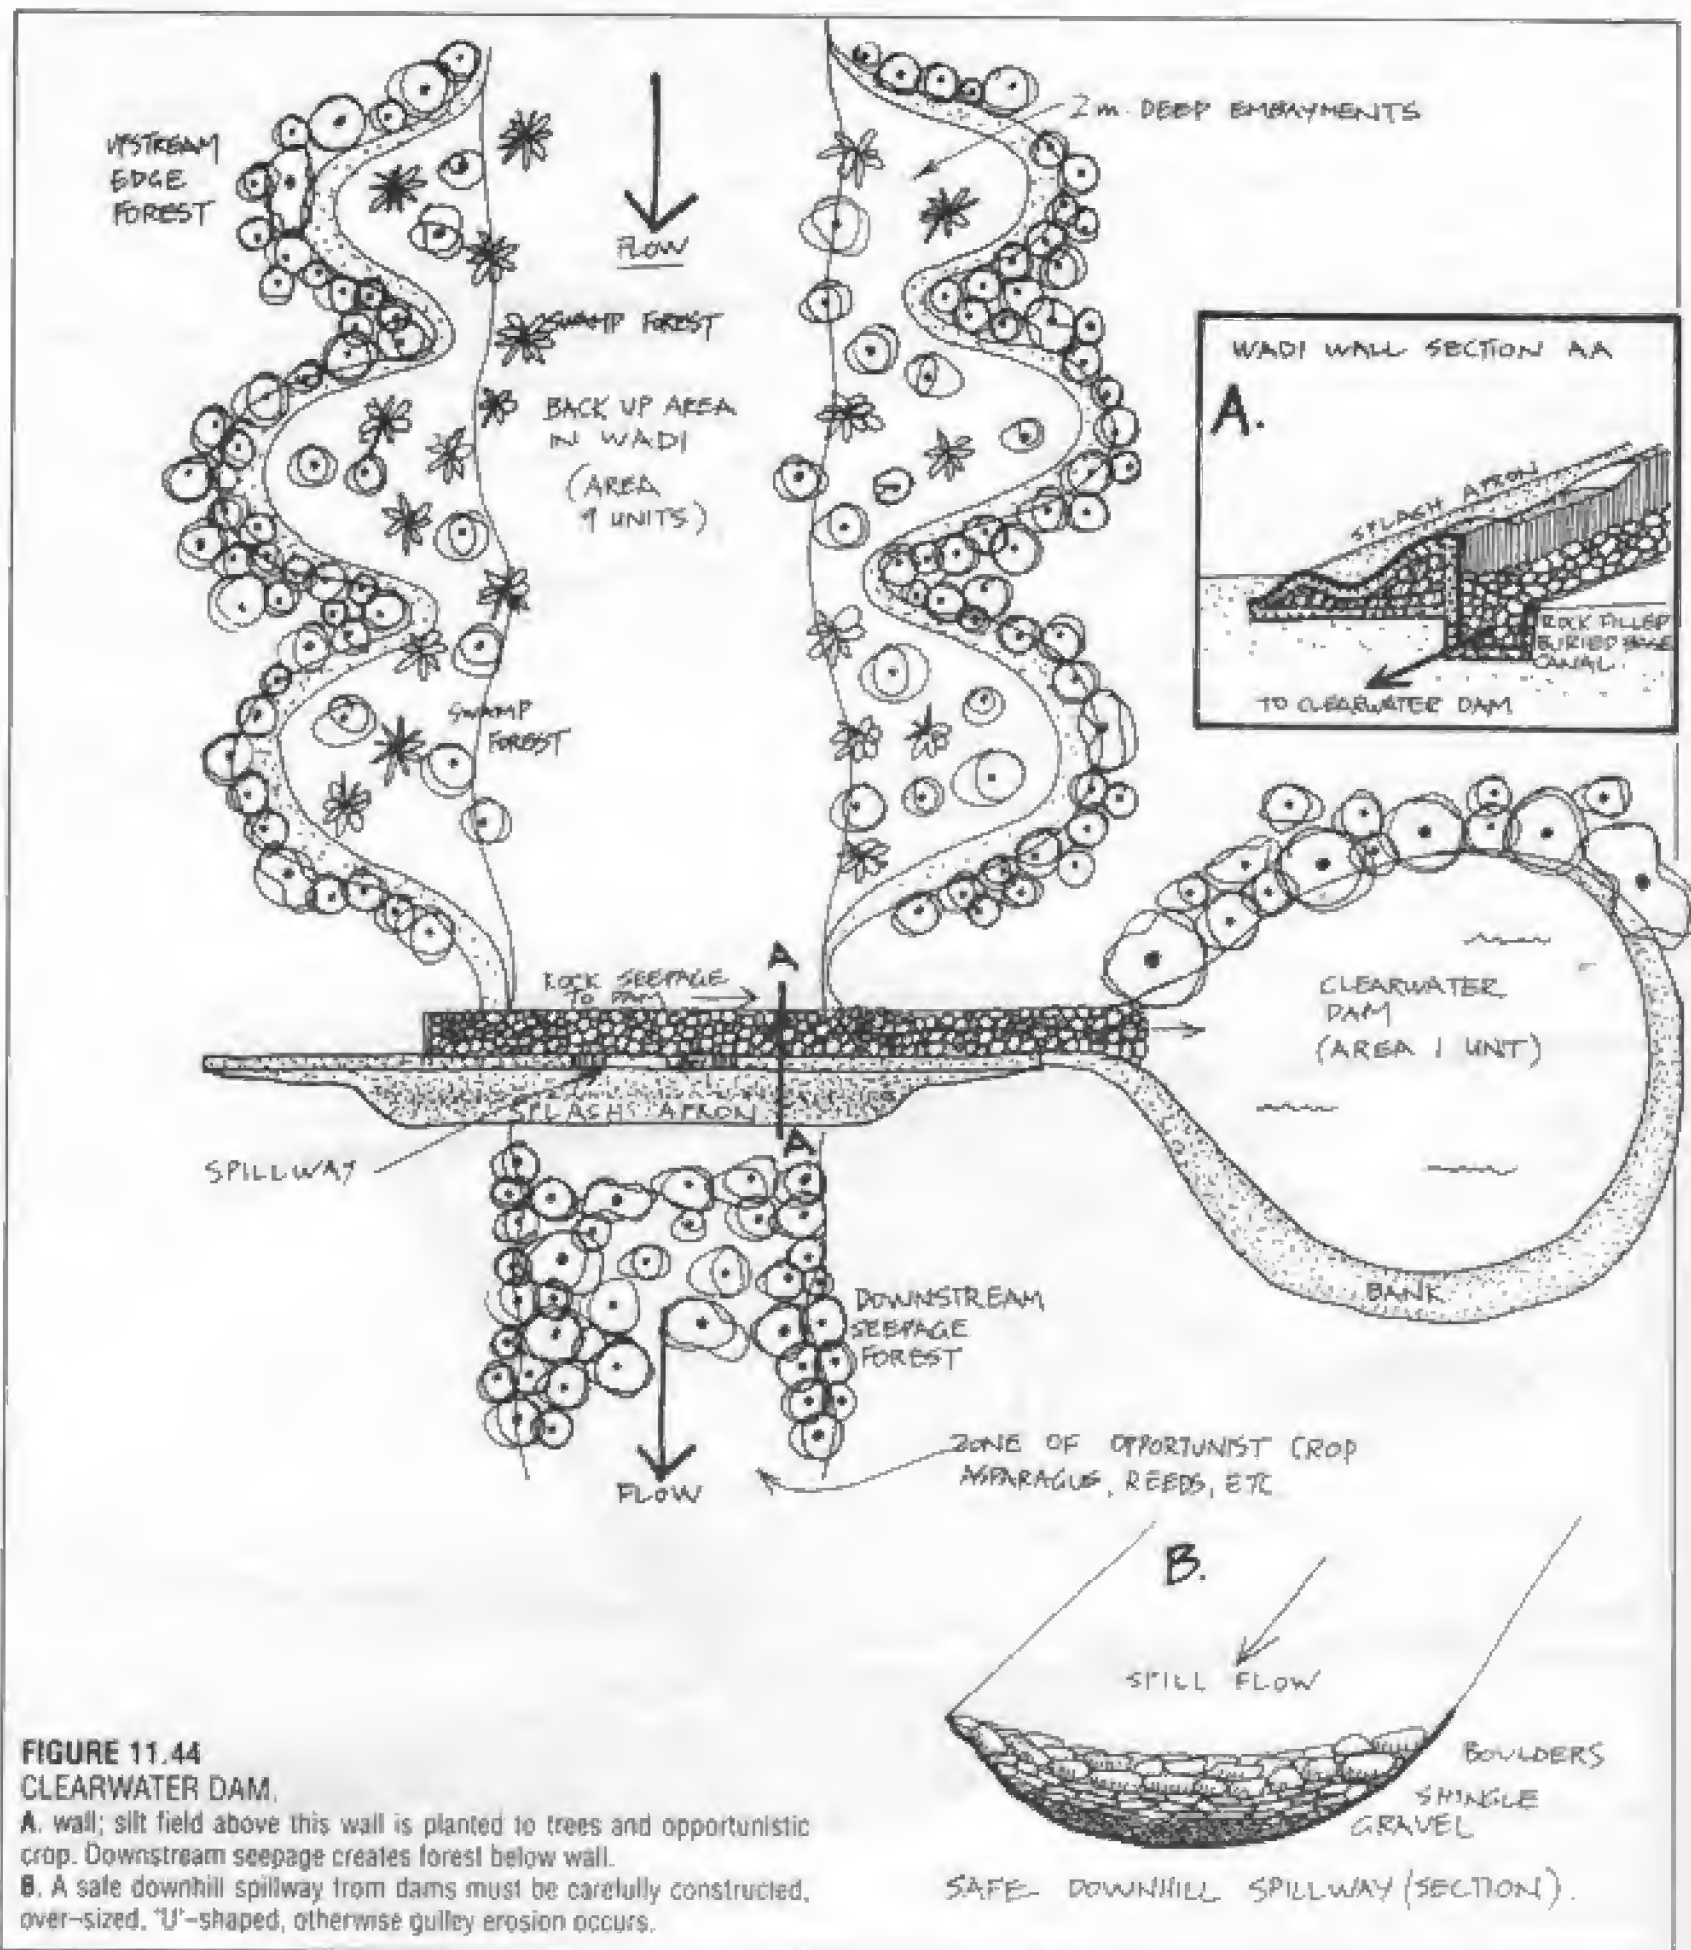 UPSTREAM
EDGE
FOREST
FLOW
2 m. DEEP EMBAYMENTS
SWAMP FOREST
BACK UP AREA
IN WADI
(AREA
9 UNITS)
SWAMP
FOREST
WADI WALL SECTION AA
A.
SPLASH APRON
ROCK FILLED
BURIED BASE
CANAL.
TO CLEARWATER DAM
ROCK SEEPAGE
TO DAM
A
CLEARWATER
DAM
(AREA 1 UNIT)
SPLASH APRON
A
SPILLWAY
BANK
DOWNSTREAM
SEEPAGE
FOREST
FLOW
ZONE OF OPPORTUNIST CROP
ASPARAGUS, REEDS, ETC
B.
SPILL FLOW
BOULDERS
SHINGLE
GRAVEL
SAFE DOWNHILL SPILLWAY (SECTION).
FIGURE 11.44
CLEARWATER DAM.
A. wall; silt field above this wall is planted to trees and opportunistic
crop. Downstream seepage creates forest below wall.
B. A safe downhill spillway from dams must be carefully constructed,
over-sized, "U"-shaped, otherwise gulley erosion occurs.